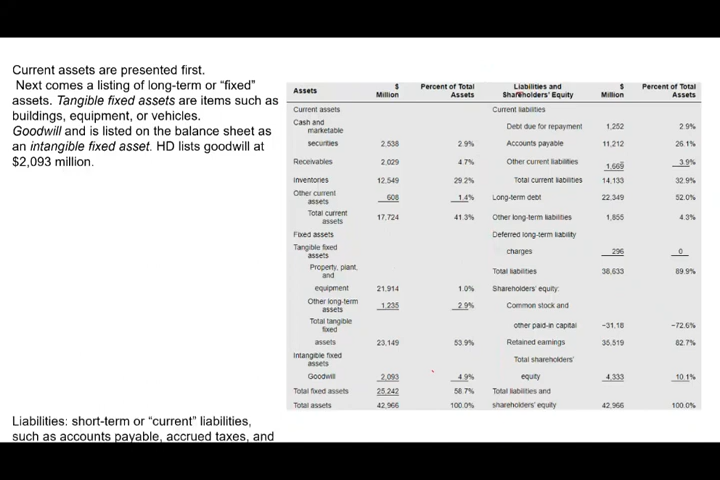 Current assets are presented first.
Next comes a listing of long-term or “fixed”
assets. Tangible fixed assets are items such as
buildings, equipment, or vehicles.
Goodwill and is listed on the balance sheet as
an intangible fixed asset. HD lists goodwill at
$2,093 million.
Liabilities: short-term or “current” liabilities,
such as accounts payable, accrued taxes, and
Assets $ Million Percent of Total Assets Liabilities and Shareholders’ Equity $ Million Percent of Total Assets
Current assets Current liabilities
Cash and marketable Debt due for repayment 1,252 2.9%
securities 2,538 2.9% Accounts payable 11,212 26.1%
Receivables 2,029 4.7% Other current liabilities 1,669 3.9%
Inventories 12,549 29.2% Total current liabilities 14,133 32.9%
Other current assets 608 1.4% Long-term debt 22,349 52.0%
Total current assets 17,724 41.3% Other long-term liabilities 1,855 4.3%
Fixed assets Deferred long-term liability
Tangible fixed assets charges 296 0
Property, plant, and Total liabilities 38,633 89.9%
equipment 21,914 1.0% Shareholders’ equity:
Other long-term assets 1,235 2.9% Common stock and
Total tangible fixed other paid-in capital −31,18 −72.6%
assets 23,149 53.9% Retained earnings 35,519 82.7%
Intangible fixed assets Total shareholders’
Goodwill 2,093 4.9% equity 4,333 10.1%
Total fixed assets 25,242 58.7% Total liabilities and
Total assets 42,966 100.0% shareholders’ equity 42,966 100.0%